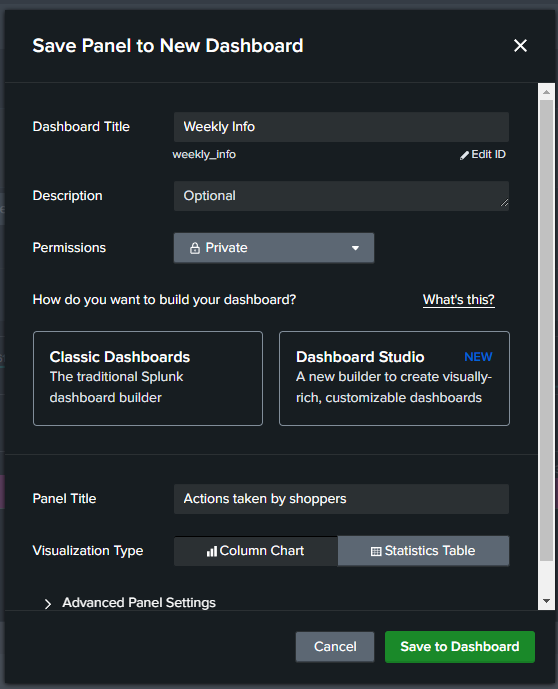 Save Panel to New Dashboard
Dashboard Title
Weekly Info
weekly_info
Edit ID
Description
Optional
Permissions
Private
How do you want to build your dashboard?
What's this?
Classic Dashboards
The traditional Splunk
dashboard builder
Dashboard Studio
NEW
A new builder to create visually-
rich, customizable dashboards
Panel Title
Actions taken by shoppers
Visualization Type
Column Chart
Statistics Table
Advanced Panel Settings
Cancel
Save to Dashboard